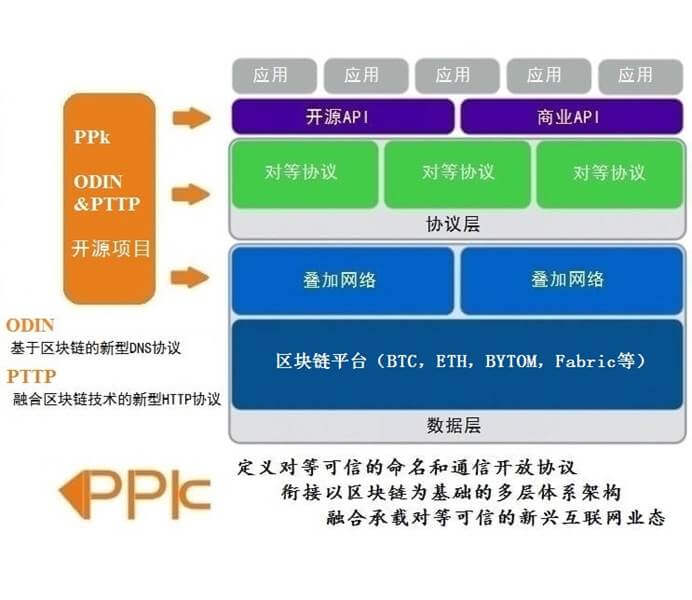 应用 应用 应用 应用 应用
开源API 商业API
PPk
ODIN
&PTTP
开源项目
对等协议 对等协议 对等协议
协议层
叠加网络 叠加网络
区块链平台（BTC，ETH，BYTOM，Fabric等）
数据层
ODIN
基于区块链的新型DNS协议
PTTP
融合区块链技术的新型HTTP协议
PPk
定义对等可信的命名和通信开放协议
衔接以区块链为基础的多层体系架构
融合承载对等可信的新兴互联网业态